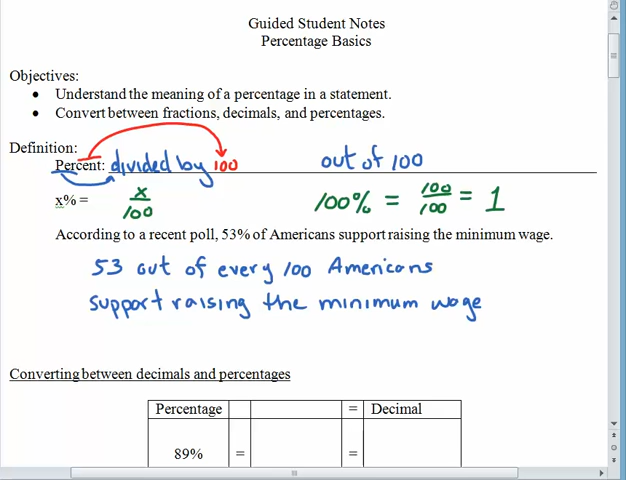 Guided Student Notes
Percentage Basics
Objectives:
• Understand the meaning of a percentage in a statement.
• Convert between fractions, decimals, and percentages.
Definition:
Percent: divided by 100 out of 100
x% = x/100 100% = 100/100 = 1
According to a recent poll, 53% of Americans support raising the minimum wage.
53 out of every 100 Americans
support raising the minimum wage
Converting between decimals and percentages
Percentage = Decimal
89% = =